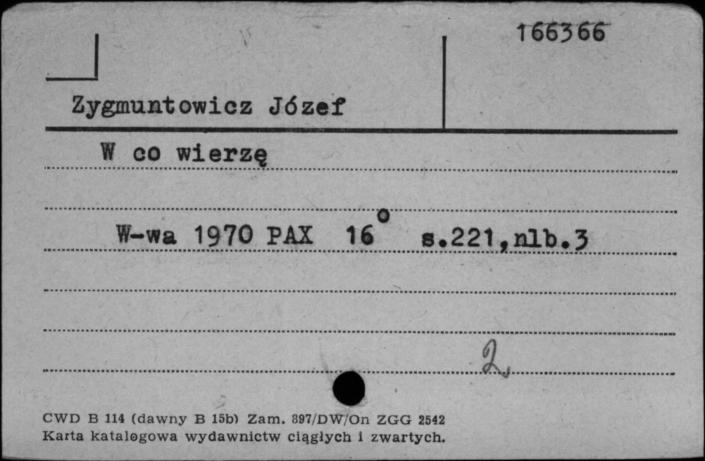 166366
Zygmuntowicz Józef
W co wierzę
W-wa 1970 PAX 16° s.221,nlb.3
2,
CWD B 114 (dawny B 15b) Zam. 897/DW/On ZGG 2542
Karta katalogowa wydawnictw ciągłych i zwartych.